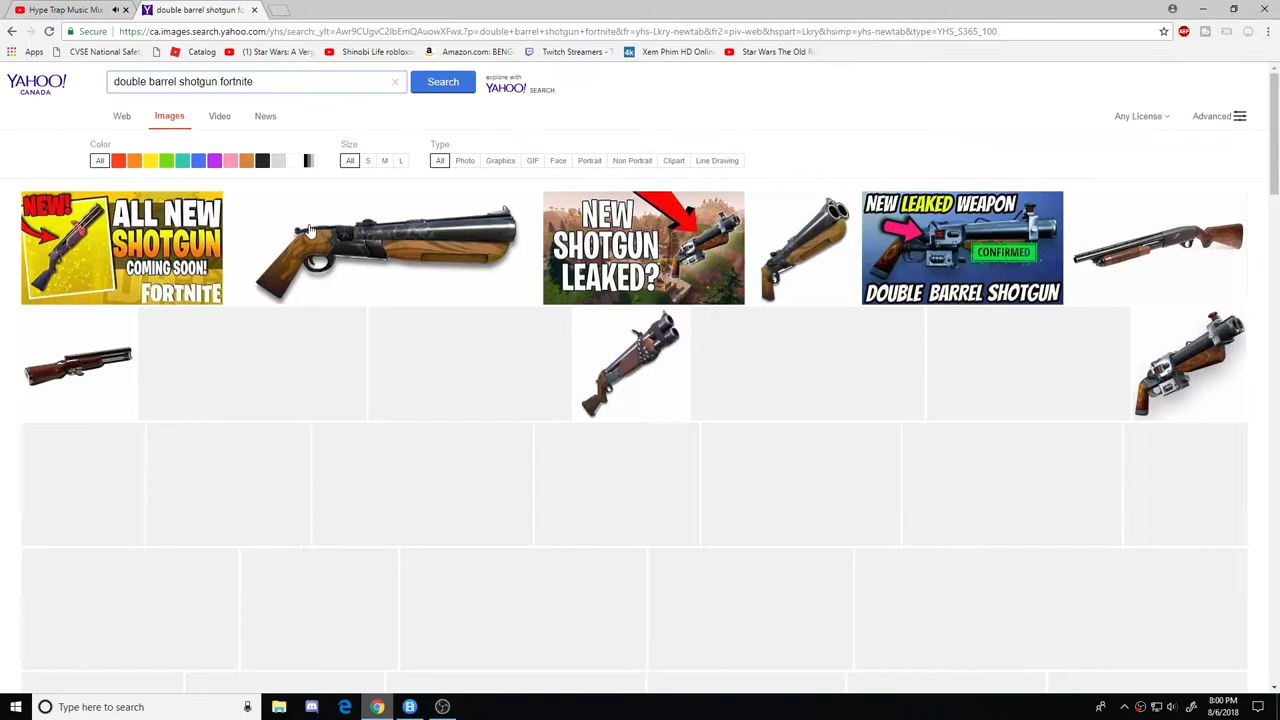 Hype Trap Music Mix
double barrel shotgun fo
Secure
https://ca.images.search.yahoo.com/yhs/search;_ylt=Awr9CUgvC2lbEmQAuowXFwx.?p=double+barrel+shotgun+fortnite&fr=yhs-Lkry-newtab&fr2=piv-web&hspart=Lkry&hsimp=yhs-newtab&type=YHS_S365_100
Apps
CVSE National Safety
Catalog
(1) Star Wars: A Verg
Shinobi Life roblox
Amazon.com: BENG
Twitch Streamers - T
Xem Phim HD Online
Star Wars The Old R
YAHOO!
CANADA
double barrel shotgun fortnite
Search
explore with
YAHOO! SEARCH
Web
Images
Video
News
Any License
Advanced
Color
Size
Type
All
All
S
M
L
All
Photo
Graphics
GIF
Face
Portrait
Non Portrait
Clipart
Line Drawing
NEW!
ALL NEW
SHOTGUN
COMING SOON!
FORTNITE
NEW
SHOTGUN
LEAKED?
NEW LEAKED WEAPON
CONFIRMED
DOUBLE BARREL SHOTGUN
Type here to search
8:00 PM
8/6/2018